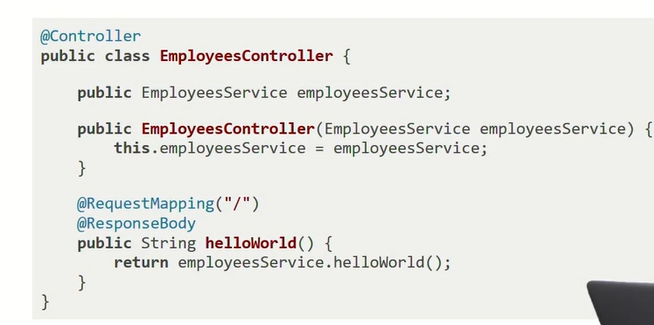 @Controller
public class EmployeesController {
public EmployeesService employeesService;
public EmployeesController(EmployeesService employeesService) {
this.employeesService = employeesService;
}
@RequestMapping("/")
@ResponseBody
public String helloWorld() {
return employeesService.helloWorld();
}
}